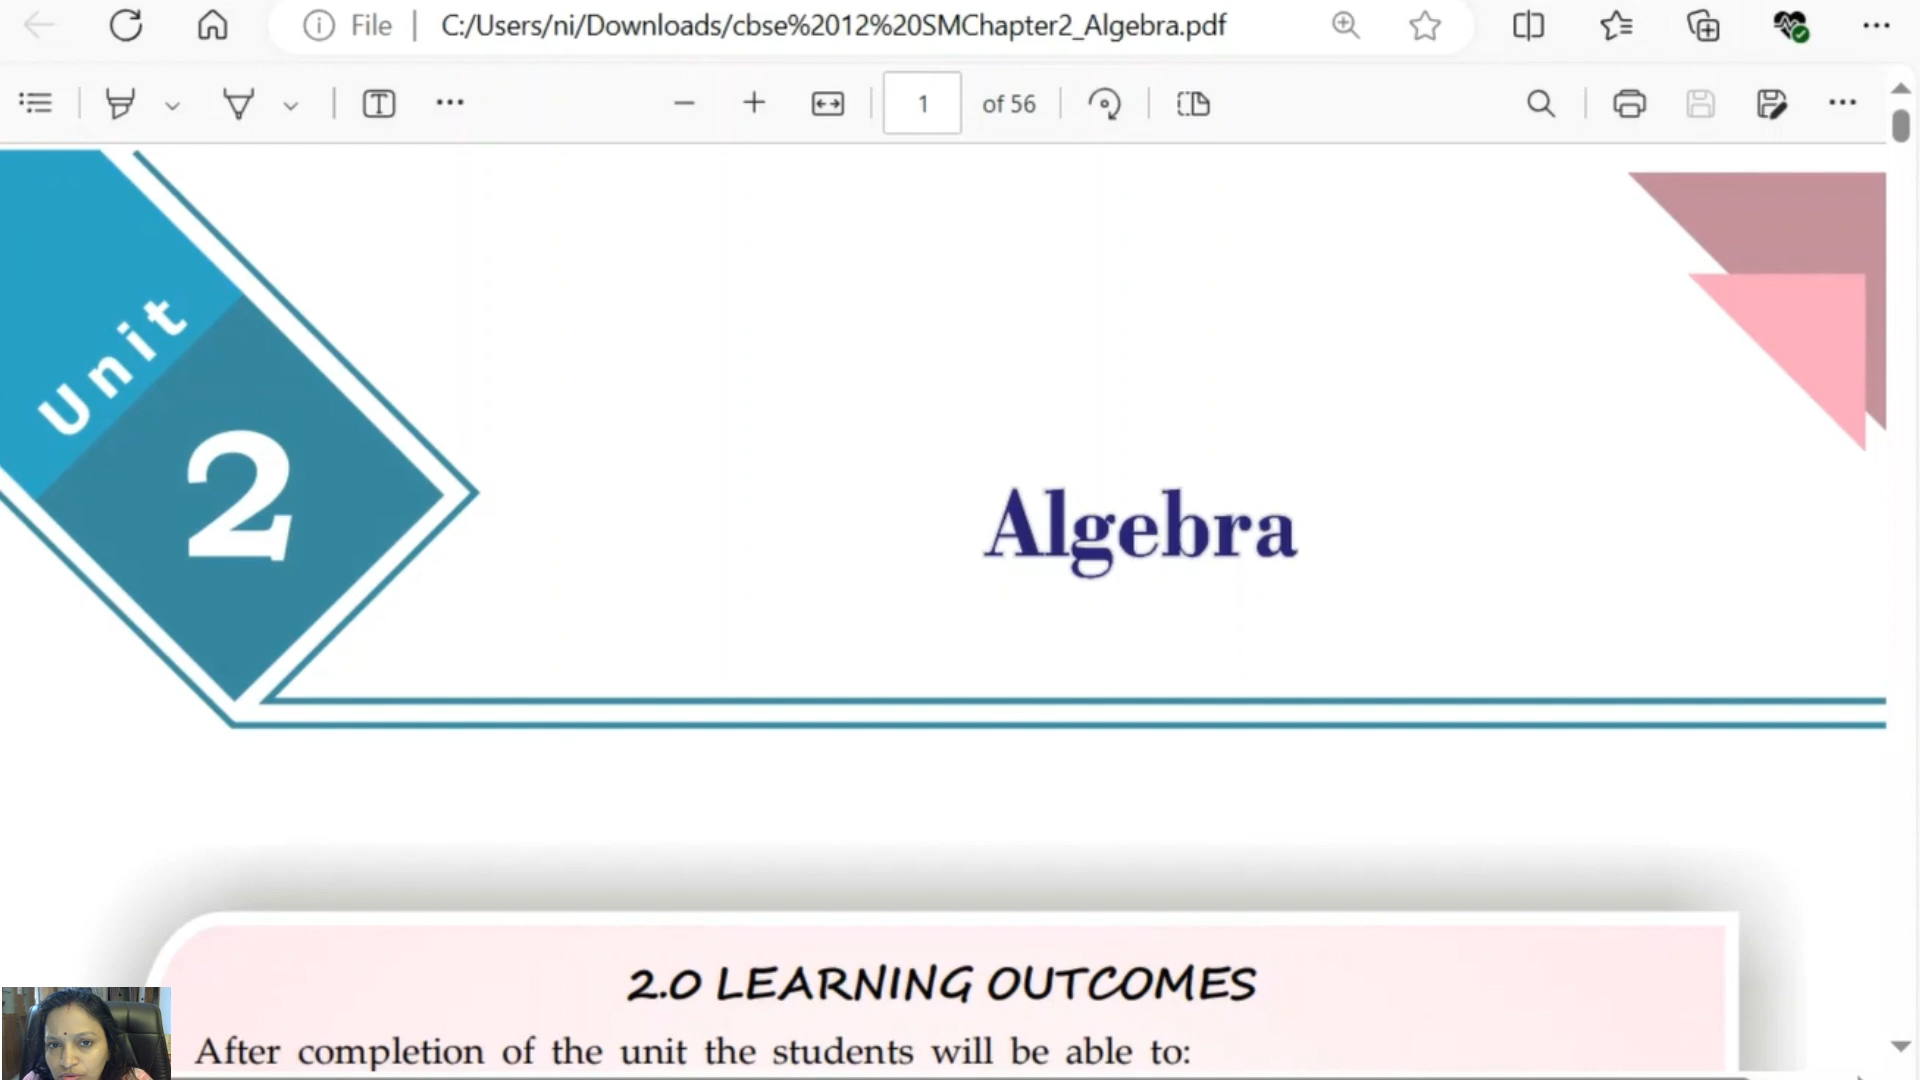 File C:/Users/ni/Downloads/cbse%2012%20SMChapter2_Algebra.pdf
1 of 56
Unit
2
Algebra
2.0 LEARNING OUTCOMES
After completion of the unit the students will be able to: